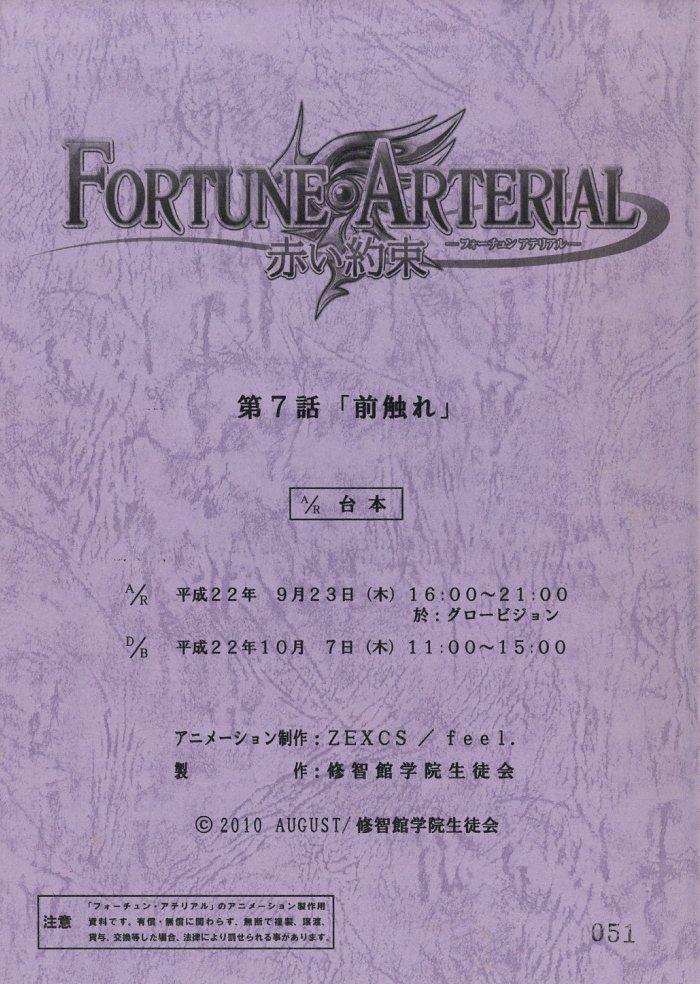 FORTUNE ARTERIAL
赤い約束 ―フォーチュン アテリアル―
第7話「前触れ」
A/R 台本
A/R 平成22年 9月23日(木) 16:00~21:00
於:グロービジョン
D/B 平成22年10月 7日(木) 11:00~15:00
アニメーション制作:ZEXCS / feel.
製 作:修智館学院生徒会
©2010 AUGUST/修智館学院生徒会
注意
「フォーチュン・アテリアル」のアニメーション製作用
資料です。有償・無償に関わらず、無断で複製、譲渡、
貸与、交換等した場合、法律により罰せられる事があります。
051